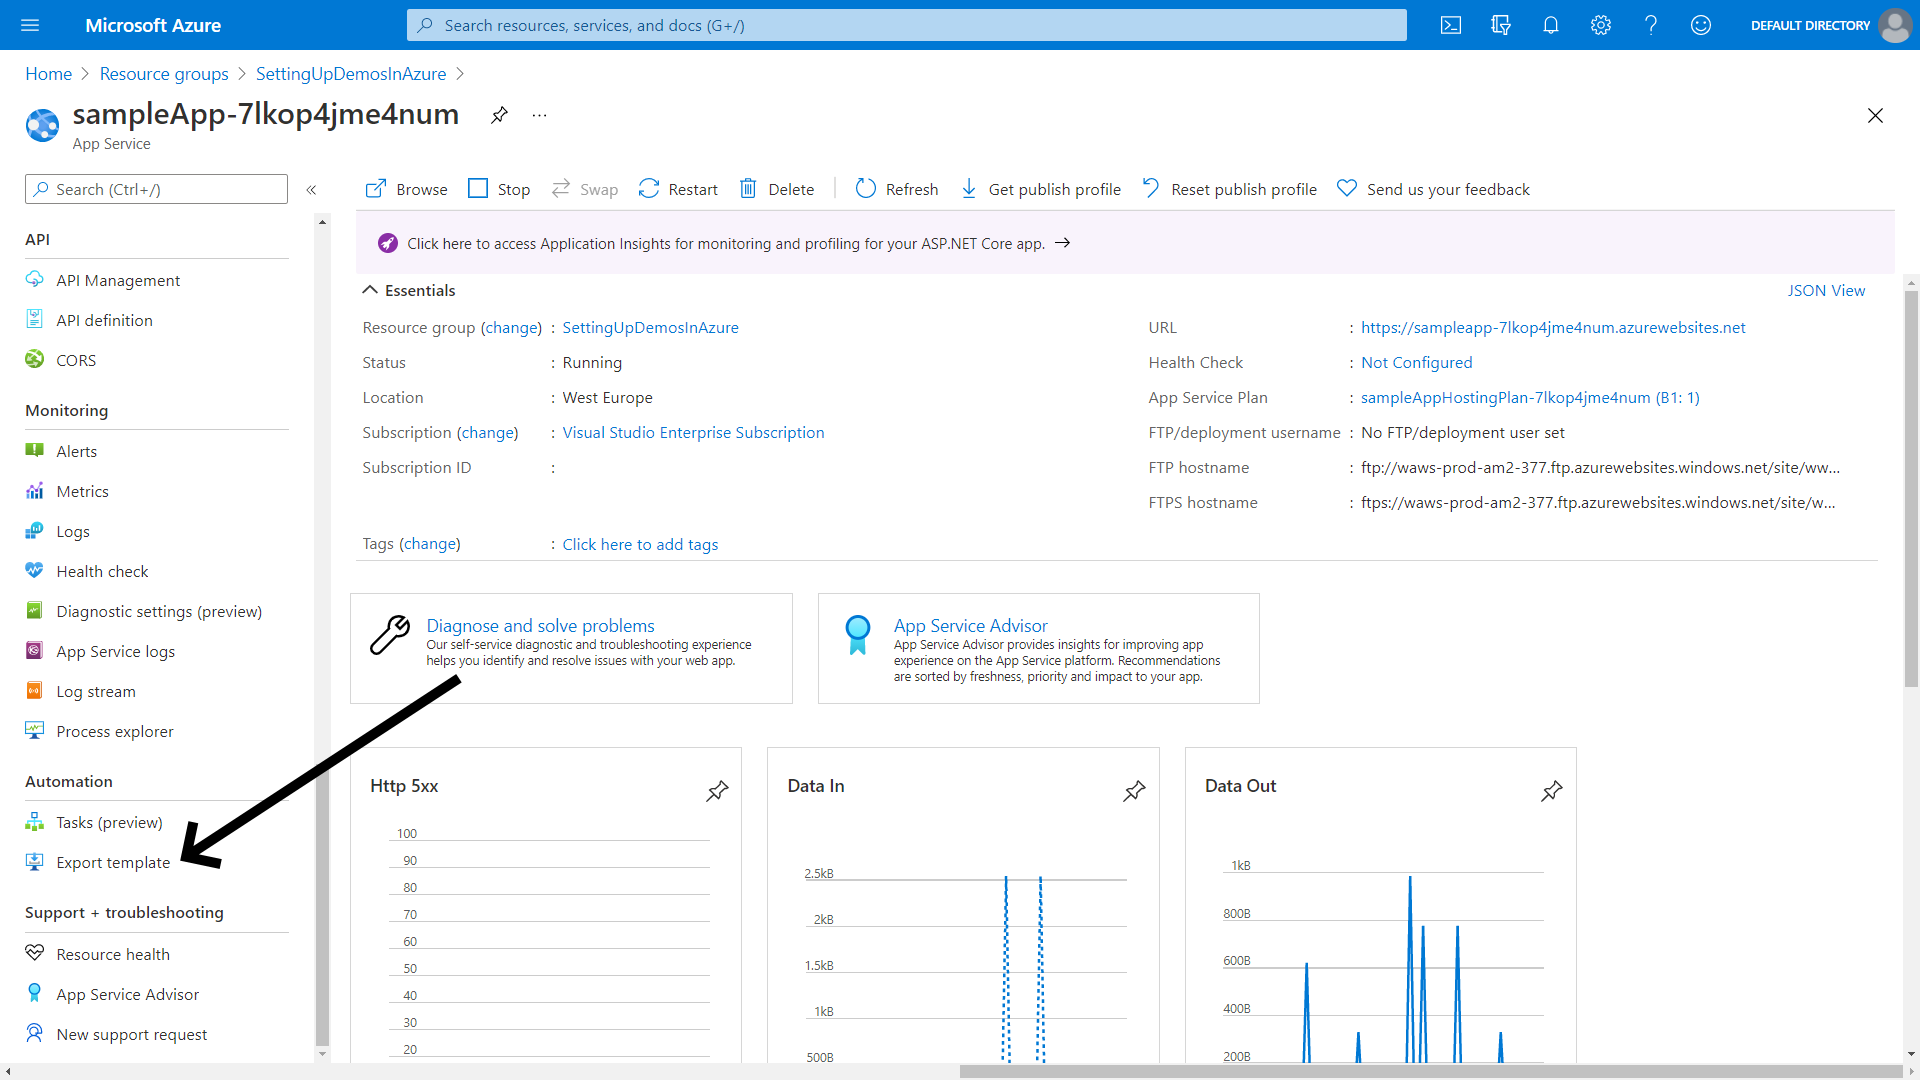 Microsoft Azure
Search resources, services, and docs (G+/)
DEFAULT DIRECTORY
Home > Resource groups > SettingUpDemosInAzure >
sampleApp-7lkop4jme4num
App Service
Search (Ctrl+/)
«
Browse
Stop
Swap
Restart
Delete
Refresh
Get publish profile
Reset publish profile
Send us your feedback
Click here to access Application Insights for monitoring and profiling for your ASP.NET Core app. →
API
API Management
API definition
CORS
Monitoring
Alerts
Metrics
Logs
Health check
Diagnostic settings (preview)
App Service logs
Log stream
Process explorer
Automation
Tasks (preview)
Export template
Support + troubleshooting
Resource health
App Service Advisor
New support request
Essentials
JSON View
Resource group (change) : SettingUpDemosInAzure
Status : Running
Location : West Europe
Subscription (change) : Visual Studio Enterprise Subscription
Subscription ID :
Tags (change) : Click here to add tags
URL : https://sampleapp-7lkop4jme4num.azurewebsites.net
Health Check : Not Configured
App Service Plan : sampleAppHostingPlan-7lkop4jme4num (B1: 1)
FTP/deployment username : No FTP/deployment user set
FTP hostname : ftp://waws-prod-am2-377.ftp.azurewebsites.windows.net/site/ww...
FTPS hostname : ftps://waws-prod-am2-377.ftp.azurewebsites.windows.net/site/w...
Diagnose and solve problems
Our self-service diagnostic and troubleshooting experience
helps you identify and resolve issues with your web app.
App Service Advisor
App Service Advisor provides insights for improving app
experience on the App Service platform. Recommendations
are sorted by freshness, priority and impact to your app.
Http 5xx
100
90
80
70
60
50
40
30
20
Data In
2.5kB
2kB
1.5kB
1kB
500B
Data Out
1kB
800B
600B
400B
200B